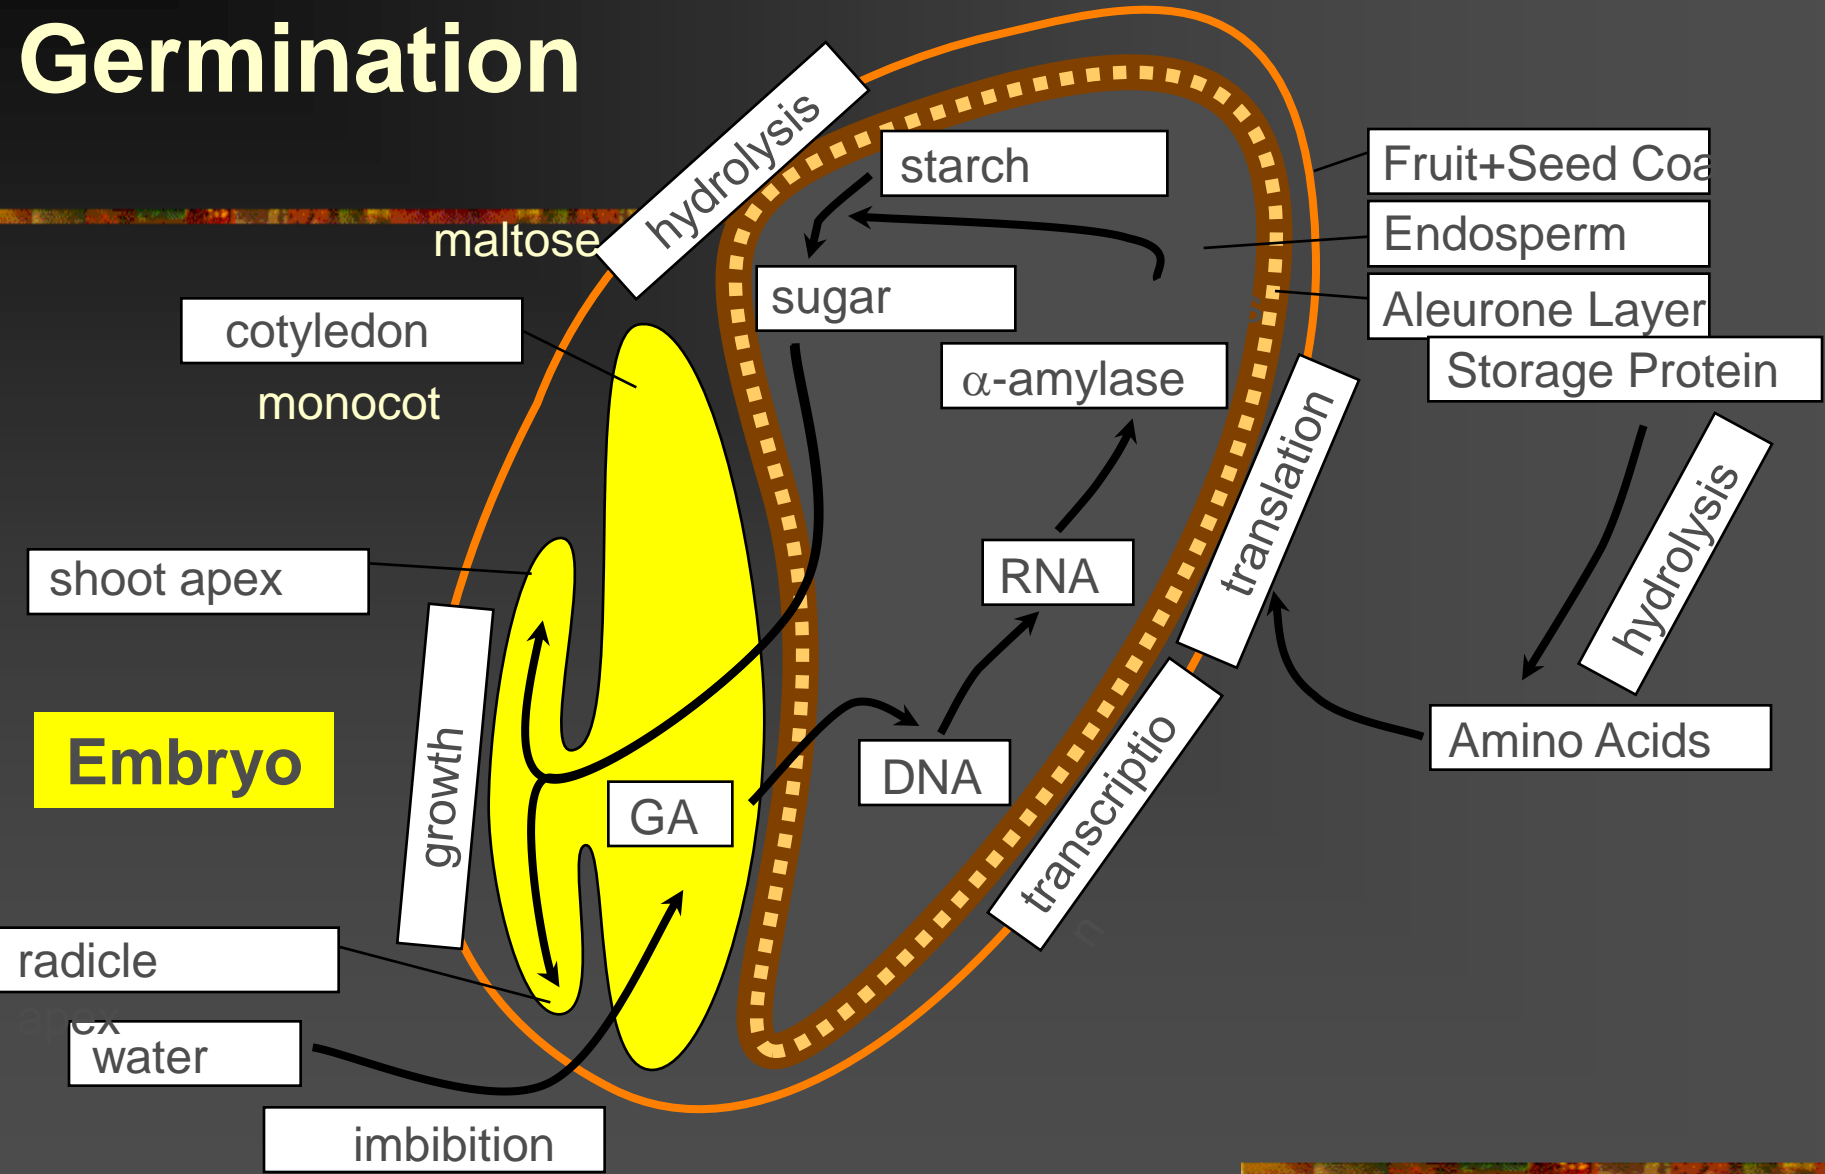 Germination
hydrolysis
starch
Fruit+Seed Coa
maltose
Endosperm
sugar
Aleurone Layer
cotyledon
Storage Protein
α-amylase
monocot
translation
hydrolysis
shoot apex
RNA
Amino Acids
Embryo
growth
DNA
GA
transcriptio
n
radicle
apex
water
imbibition